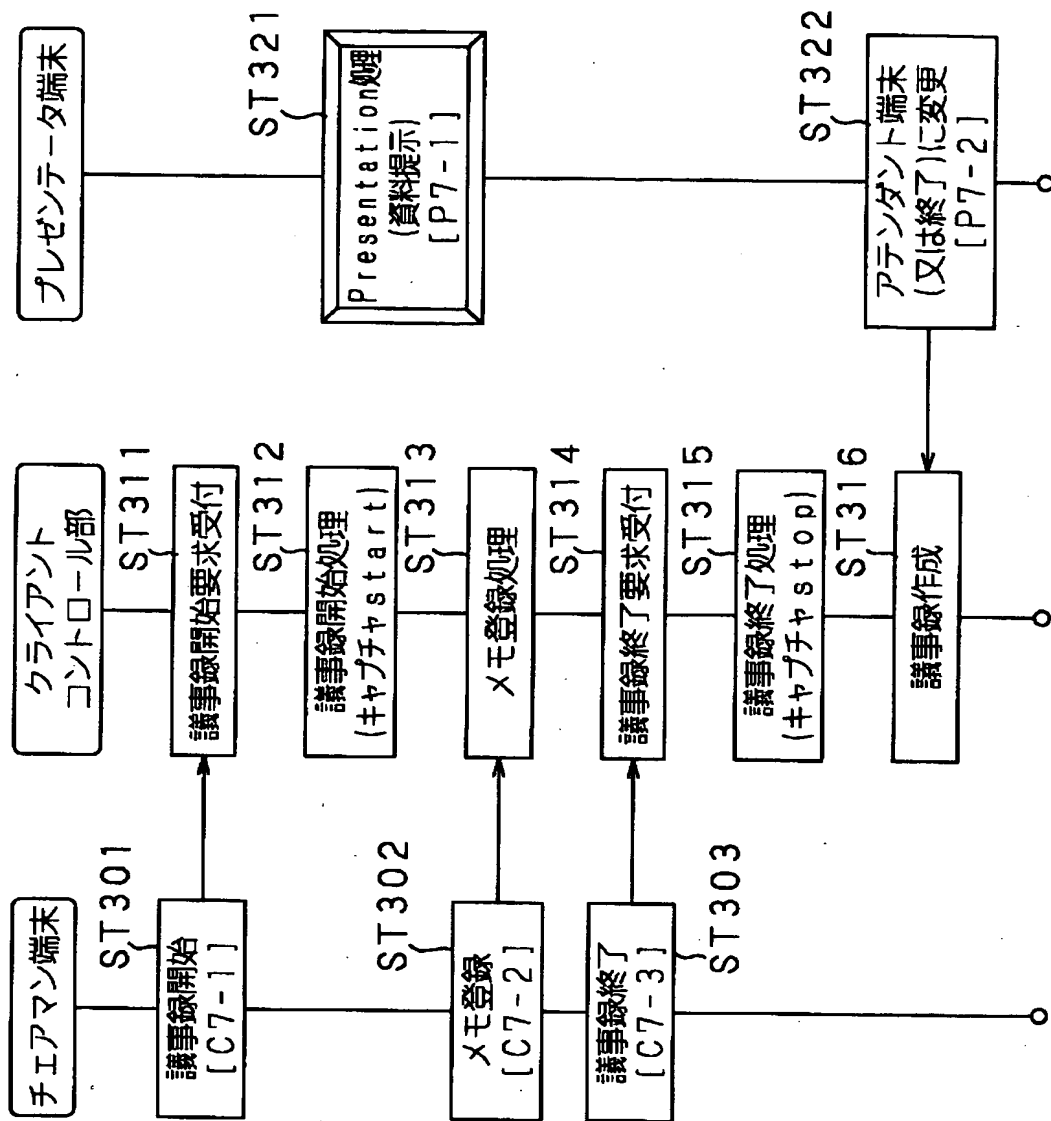 チェアマン端末
ST301
議事録開始
[C7-1]
ST302
メモ登録
[C7-2]
議事録終了
[C7-3]
ST303
クライアント
コントロール部
ST311
議事録開始要求受付
ST312
議事録開始処理
(キャプチャstart)
ST313
メモ登録処理
ST314
議事録終了要求受付
ST315
議事録終了処理
(キャプチャstop)
ST316
議事録作成
プレゼンテータ端末
ST321
Presentation処理
(資料提示)
[P7-1]
ST322
アテンダント端末
(又は終了)に変更
[P7-2]